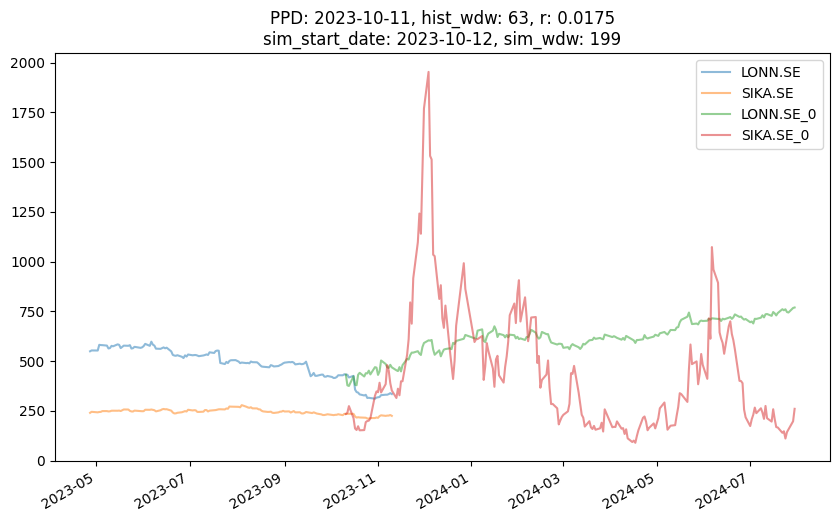 PPD: 2023-10-11, hist_wdw: 63, r: 0.0175
sim_start_date: 2023-10-12, sim_wdw: 199
LONN.SE
SIKA.SE
LONN.SE_0
SIKA.SE_0
2000
1750
1500
1250
1000
750
500
250
0
2023-05
2023-07
2023-09
2023-11
2024-01
2024-03
2024-05
2024-07